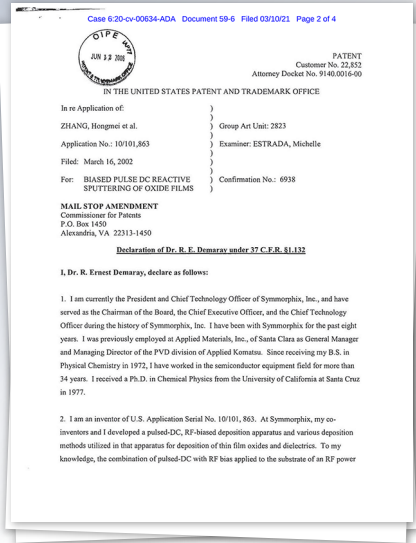 Case 6:20-cv-00634-ADA Document 59-6 Filed 03/10/21 Page 2 of 4
OIPE
JUN 2006
PATENT
Customer No. 22,852
Attorney Docket No. 9140.0016-00
IN THE UNITED STATES PATENT AND TRADEMARK OFFICE
In re Application of: )
)
ZHANG, Hongmei et al. ) Group Art Unit: 2823
)
Application No.: 10/101,863 ) Examiner: ESTRADA, Michelle
)
Filed: March 16, 2002 )
)
For: BIASED PULSE DC REACTIVE ) Confirmation No.: 6938
SPUTTERING OF OXIDE FILMS )
MAIL STOP AMENDMENT
Commissioner for Patents
P.O. Box 1450
Alexandria, VA 22313-1450
Declaration of Dr. R. E. Demaray under 37 C.F.R. §1.132
I, Dr. R. Ernest Demaray, declare as follows:
1. I am currently the President and Chief Technology Officer of Symmorphix, Inc., and have
served as the Chairman of the Board, the Chief Executive Officer, and the Chief Technology
Officer during the history of Symmorphix, Inc. I have been with Symmorphix for the past eight
years. I was previously employed at Applied Materials, Inc., of Santa Clara as General Manager
and Managing Director of the PVD division of Applied Komatsu. Since receiving my B.S. in
Physical Chemistry in 1972, I have worked in the semiconductor equipment field for more than
34 years. I received a Ph.D. in Chemical Physics from the University of California at Santa Cruz
in 1977.
2. I am an inventor of U.S. Application Serial No. 10/101, 863. At Symmorphix, my co-
inventors and I developed a pulsed-DC, RF-biased deposition apparatus and various deposition
methods utilized in that apparatus for deposition of thin film oxides and dielectrics. To my
knowledge, the combination of pulsed-DC with RF bias applied to the substrate of an RF power